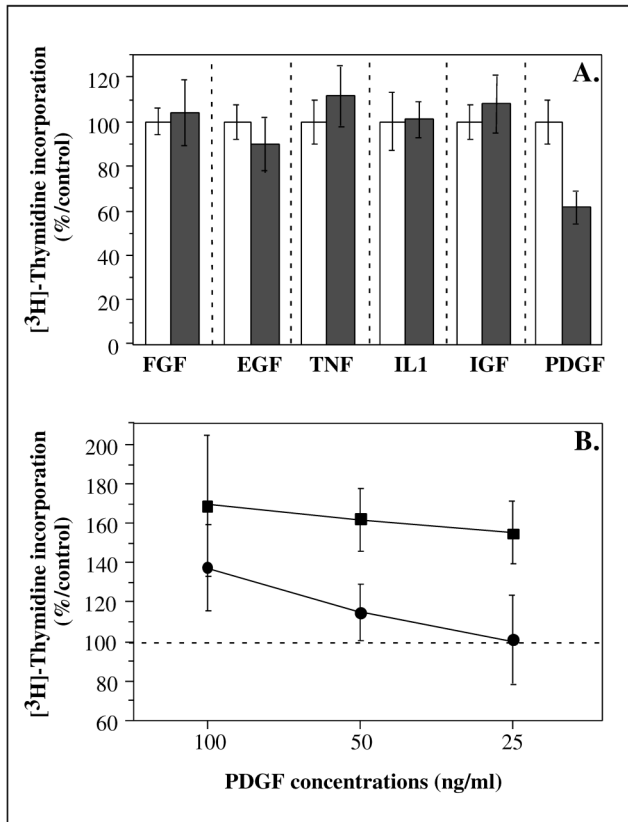 A.
[³H]-Thymidine incorporation
(%/control)
120
100
80
60
40
20
0
FGF EGF TNF IL1 IGF PDGF
B.
[³H]-Thymidine incorporation
(%/control)
200
180
160
140
120
100
80
60
100 50 25
PDGF concentrations (ng/ml)